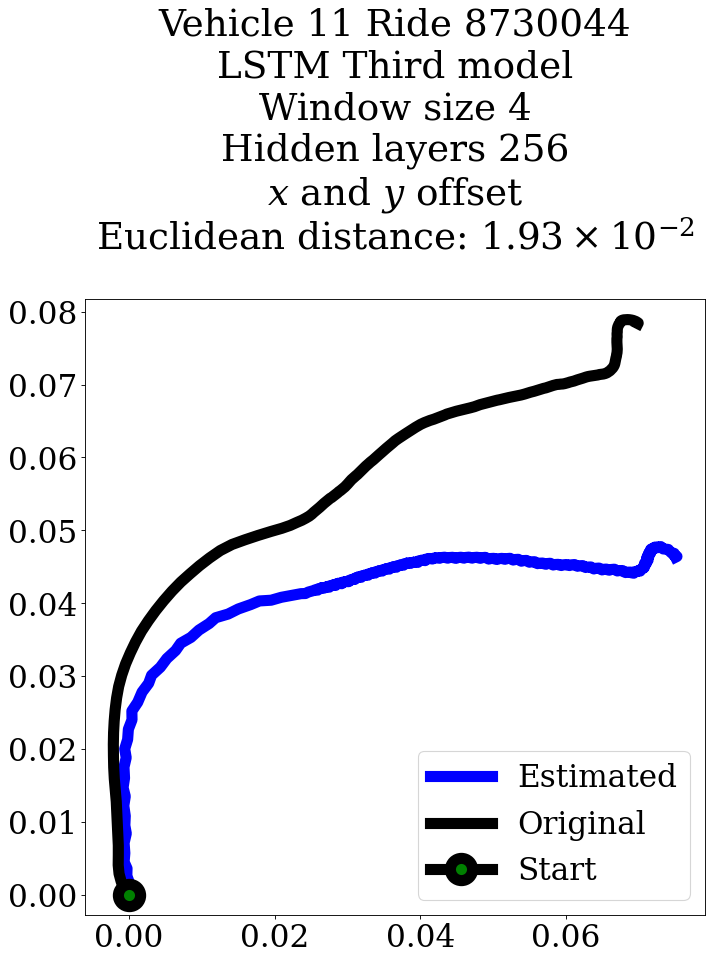 Vehicle 11 Ride 8730044
LSTM Third model
Window size 4
Hidden layers 256
x and y offset
Euclidean distance: 1.93 × 10⁻²
0.08
0.07
0.06
0.05
0.04
0.03
0.02
0.01
0.00
Estimated
Original
Start
0.00 0.02 0.04 0.06